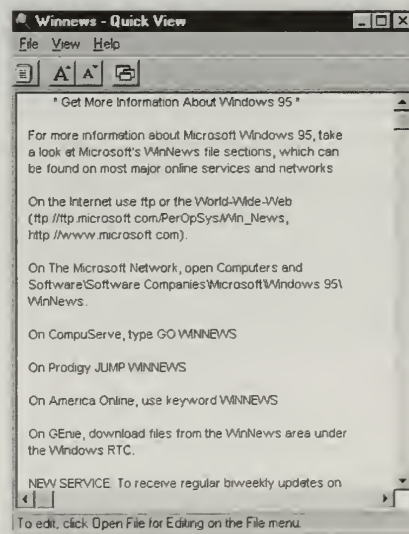 Winnews - Quick View
File View Help
A A
* Get More Information About Windows 95 *
For more information about Microsoft Windows 95, take
a look at Microsoft's WinNews file sections, which can
be found on most major online services and networks
On the Internet use ftp or the World-Wide-Web
(ftp //ftp.microsoft com/PerOpSys/Win_News,
http //www.microsoft com).
On The Microsoft Network, open Computers and
Software\Software Companies\Microsoft\Windows 95\
WinNews.
On CompuServe, type GO WINNEWS
On Prodigy JUMP WINNEWS
On America Online, use keyword WINNEWS
On GEnie, download files from the WinNews area under
the Windows RTC.
NEW SERVICE To receive regular biweekly updates on
To edit, click Open File for Editing on the File menu.